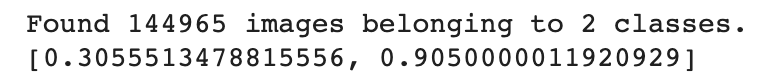 Found 144965 images belonging to 2 classes.
[0.3055513478815556, 0.9050000011920929]